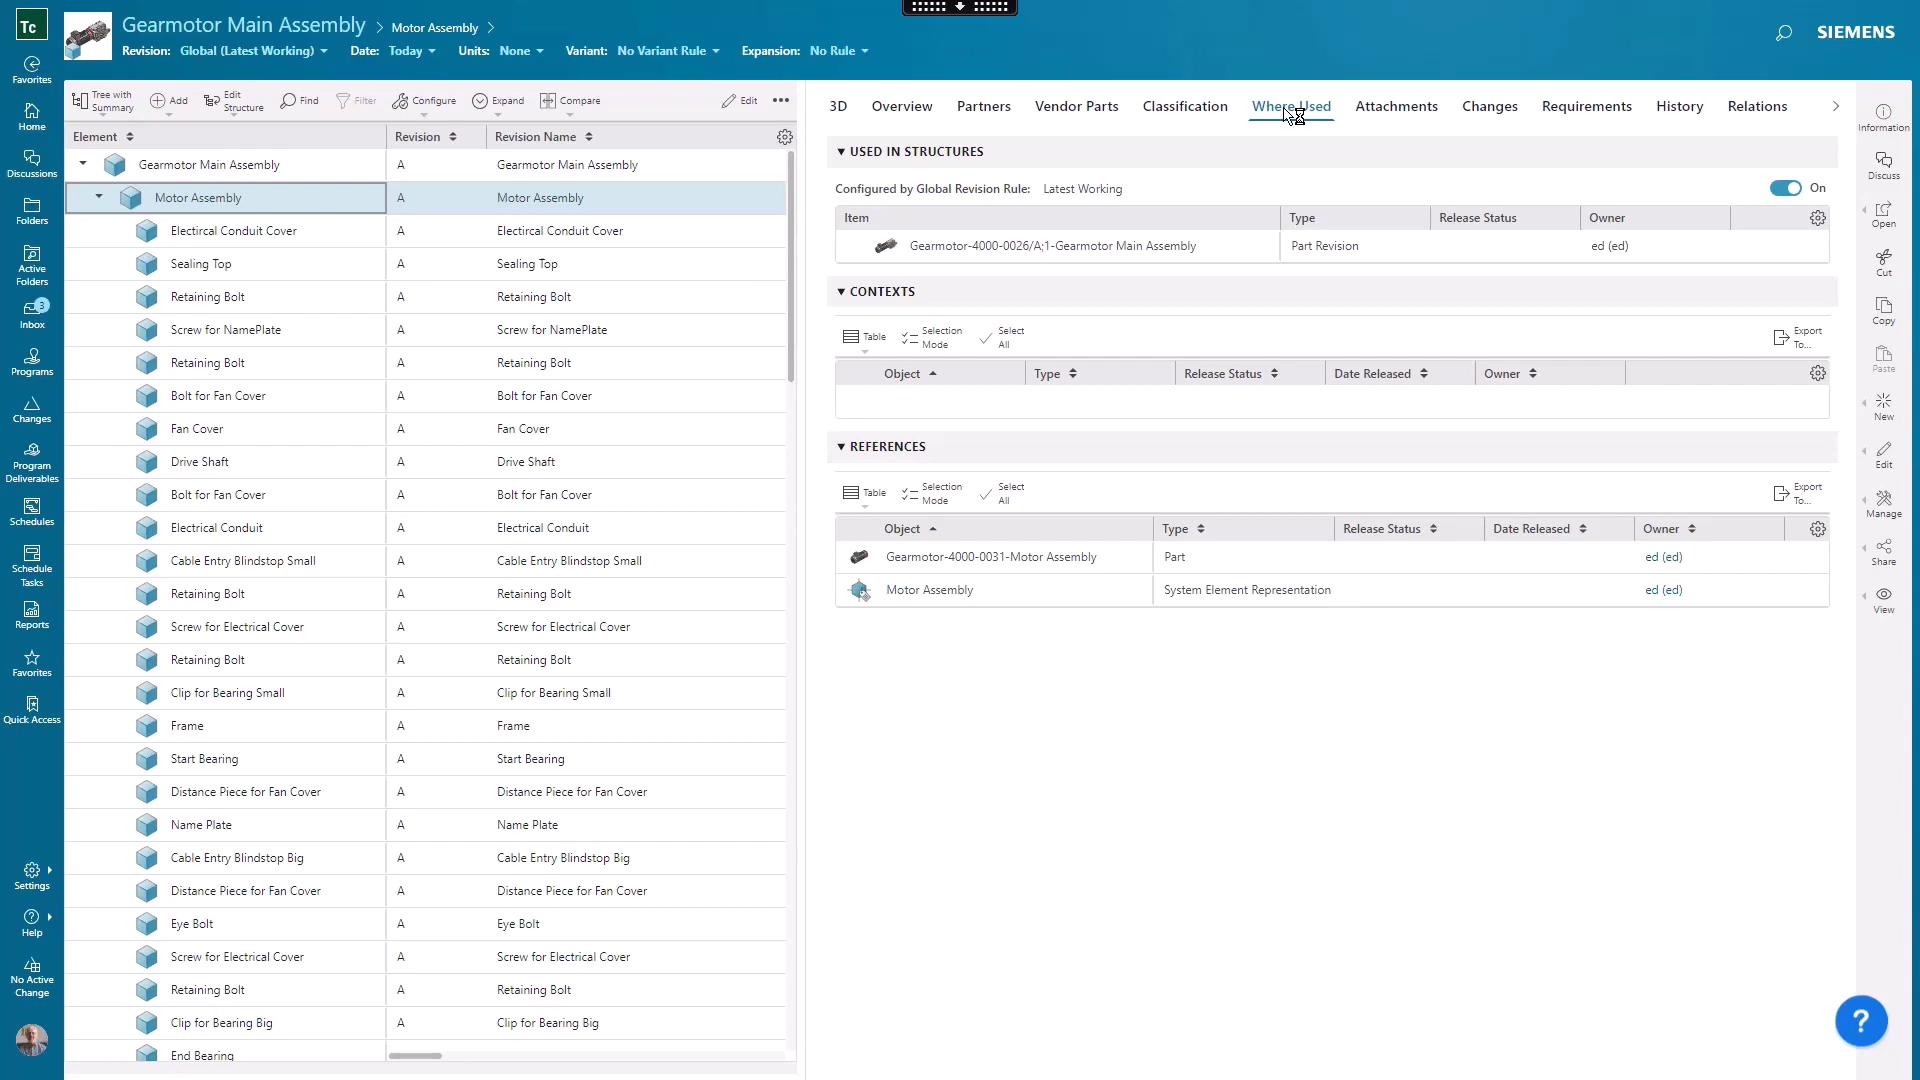 Tc
Gearmotor Main Assembly > Motor Assembly >
Revision: Global (Latest Working) Date: Today Units: None Variant: No Variant Rule Expansion: No Rule
SIEMENS
Favorites
Home
Discussions
Folders
Active
Folders
3
Inbox
Programs
Changes
Program
Deliverables
Schedules
Schedule
Tasks
Reports
Favorites
Quick Access
Settings
Help
No Active
Change
Tree with
Summary
Add
Edit
Structure
Find
Filter
Configure
Expand
Compare
Edit
Element Revision Revision Name
Gearmotor Main Assembly A Gearmotor Main Assembly
Motor Assembly A Motor Assembly
Electircal Conduit Cover A Electircal Conduit Cover
Sealing Top A Sealing Top
Retaining Bolt A Retaining Bolt
Screw for NamePlate A Screw for NamePlate
Retaining Bolt A Retaining Bolt
Bolt for Fan Cover A Bolt for Fan Cover
Fan Cover A Fan Cover
Drive Shaft A Drive Shaft
Bolt for Fan Cover A Bolt for Fan Cover
Electrical Conduit A Electrical Conduit
Cable Entry Blindstop Small A Cable Entry Blindstop Small
Retaining Bolt A Retaining Bolt
Screw for Electrical Cover A Screw for Electrical Cover
Retaining Bolt A Retaining Bolt
Clip for Bearing Small A Clip for Bearing Small
Frame A Frame
Start Bearing A Start Bearing
Distance Piece for Fan Cover A Distance Piece for Fan Cover
Name Plate A Name Plate
Cable Entry Blindstop Big A Cable Entry Blindstop Big
Distance Piece for Fan Cover A Distance Piece for Fan Cover
Eye Bolt A Eye Bolt
Screw for Electrical Cover A Screw for Electrical Cover
Retaining Bolt A Retaining Bolt
Clip for Bearing Big A Clip for Bearing Big
End Bearing
3D Overview Partners Vendor Parts Classification Where Used Attachments Changes Requirements History Relations
USED IN STRUCTURES
Configured by Global Revision Rule: Latest Working On
Item Type Release Status Owner
Gearmotor-4000-0026/A;1-Gearmotor Main Assembly Part Revision ed (ed)
CONTEXTS
Table
Selection
Mode
Select
All
Export
To...
Object Type Release Status Date Released Owner
REFERENCES
Table
Selection
Mode
Select
All
Export
To...
Object Type Release Status Date Released Owner
Gearmotor-4000-0031-Motor Assembly Part ed (ed)
Motor Assembly System Element Representation ed (ed)
Information
Discuss
Open
Cut
Copy
Paste
New
Edit
Manage
Share
View
?